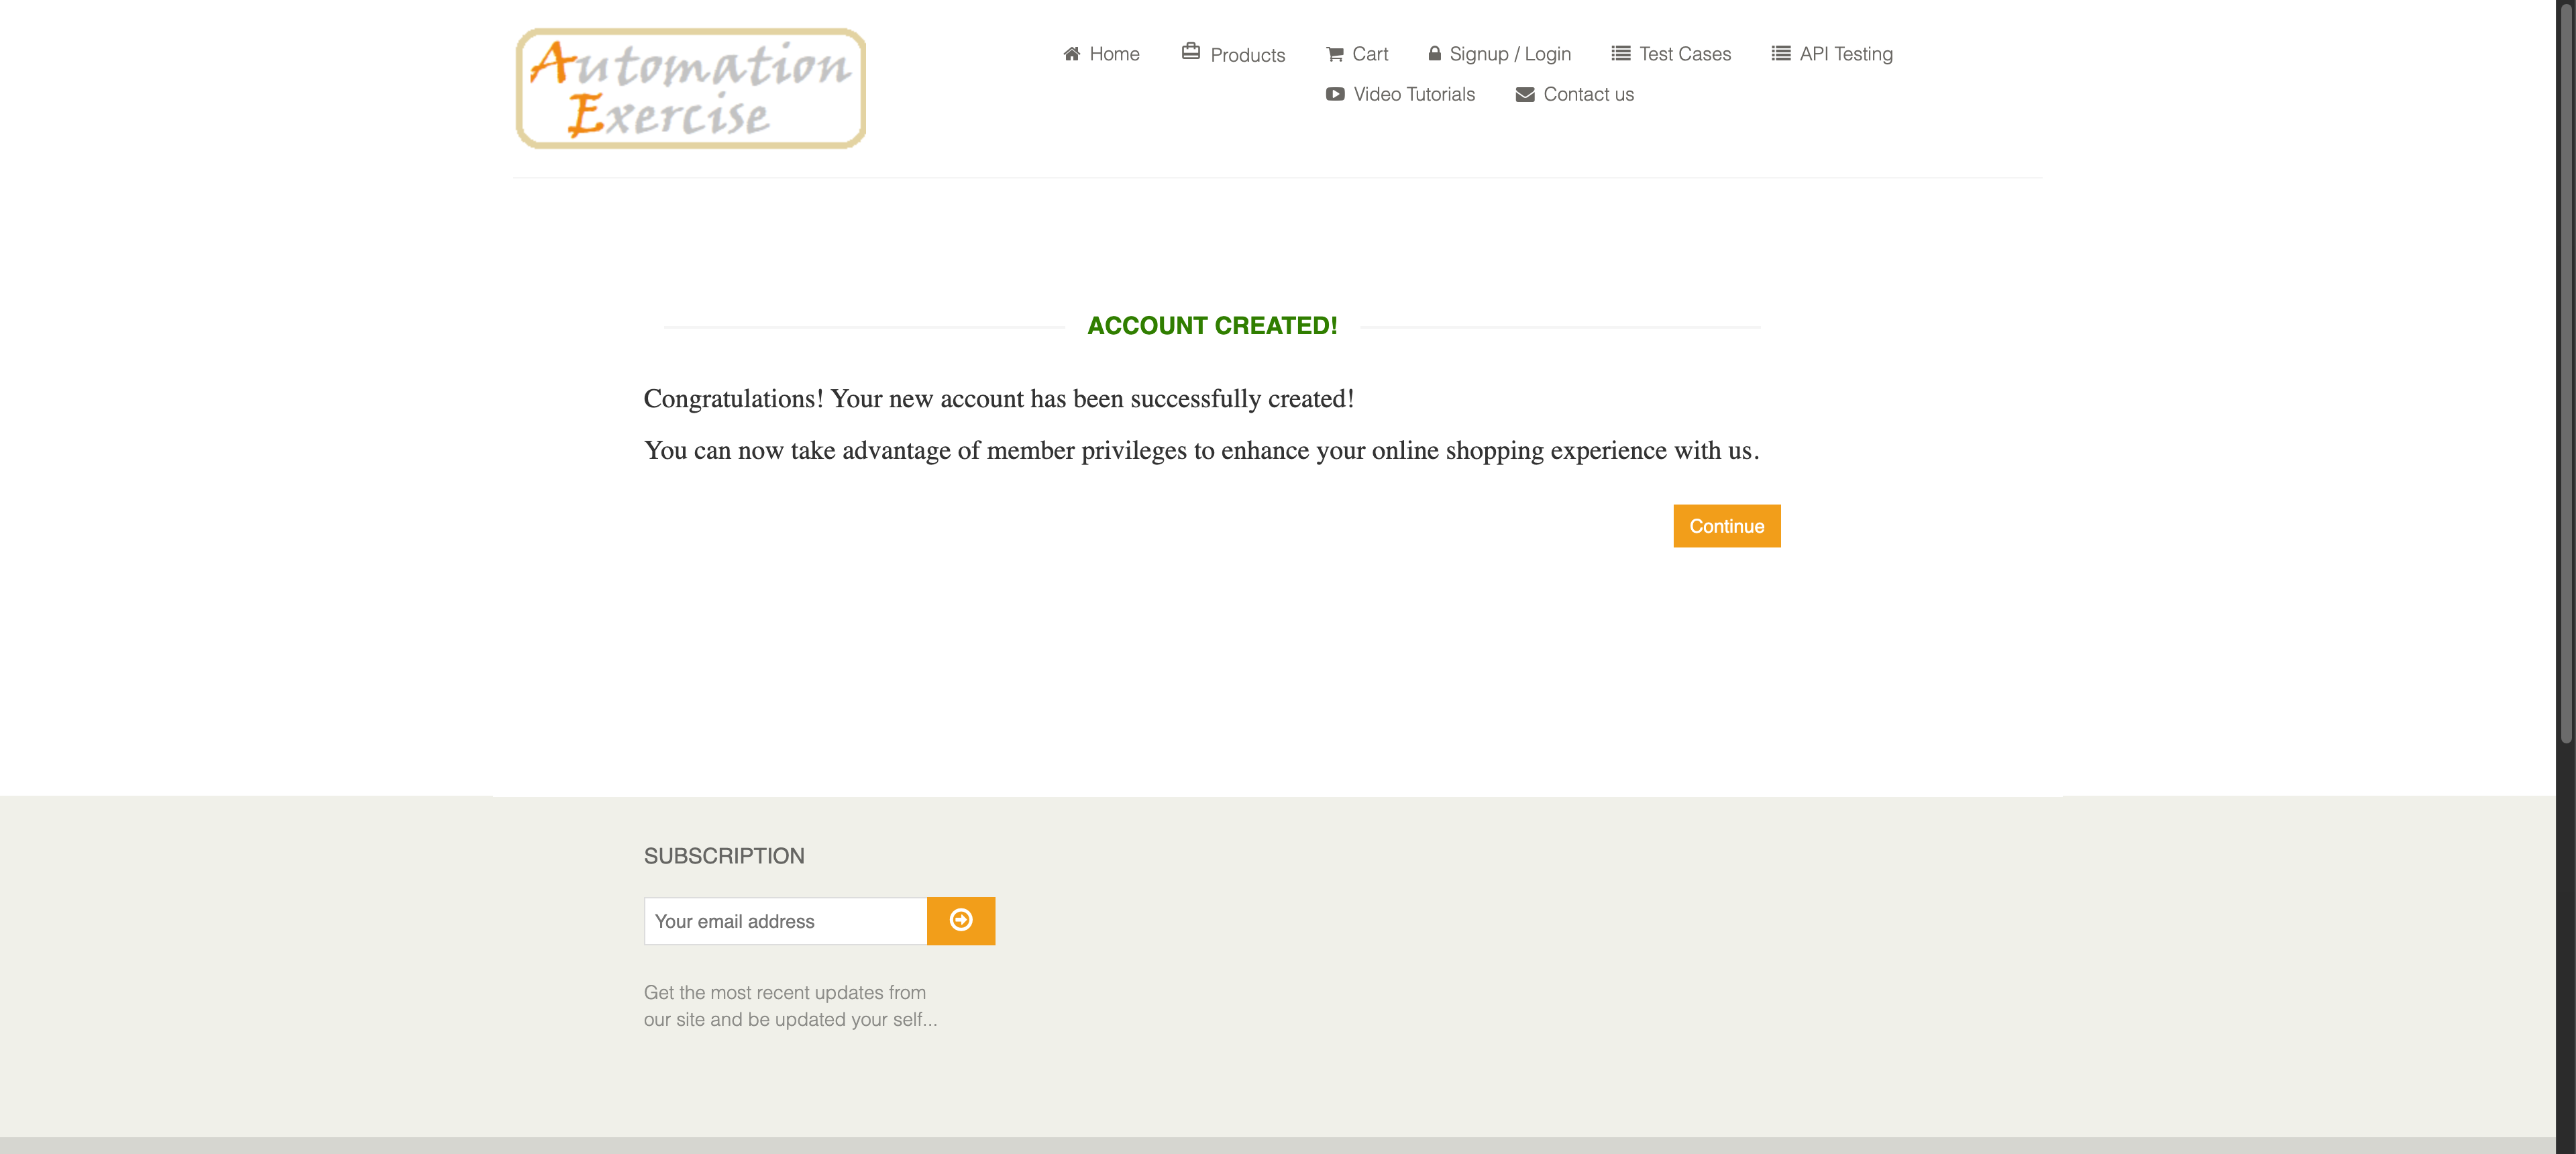 Automation
Exercise
Home
Products
Cart
Signup / Login
Test Cases
API Testing
Video Tutorials
Contact us
ACCOUNT CREATED!
Congratulations! Your new account has been successfully created!
You can now take advantage of member privileges to enhance your online shopping experience with us.
Continue
SUBSCRIPTION
Your email address
Get the most recent updates from
our site and be updated your self...